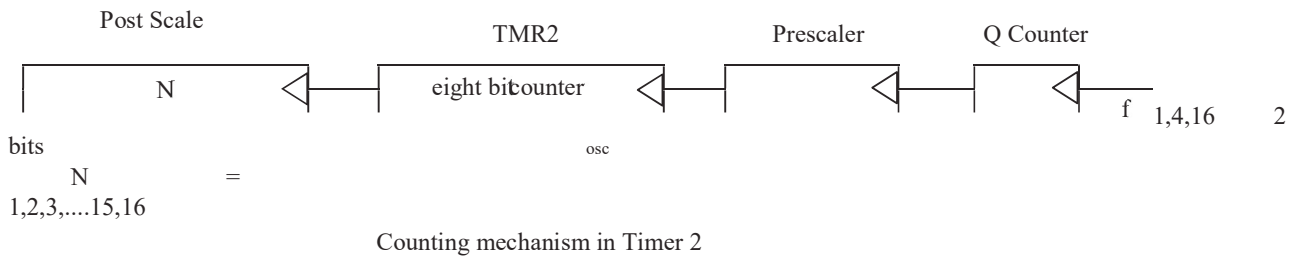 Post Scale TMR2 Prescaler Q Counter
N eight bitcounter
f 1,4,16 2
bits osc
N =
1,2,3,....15,16
Counting mechanism in Timer 2